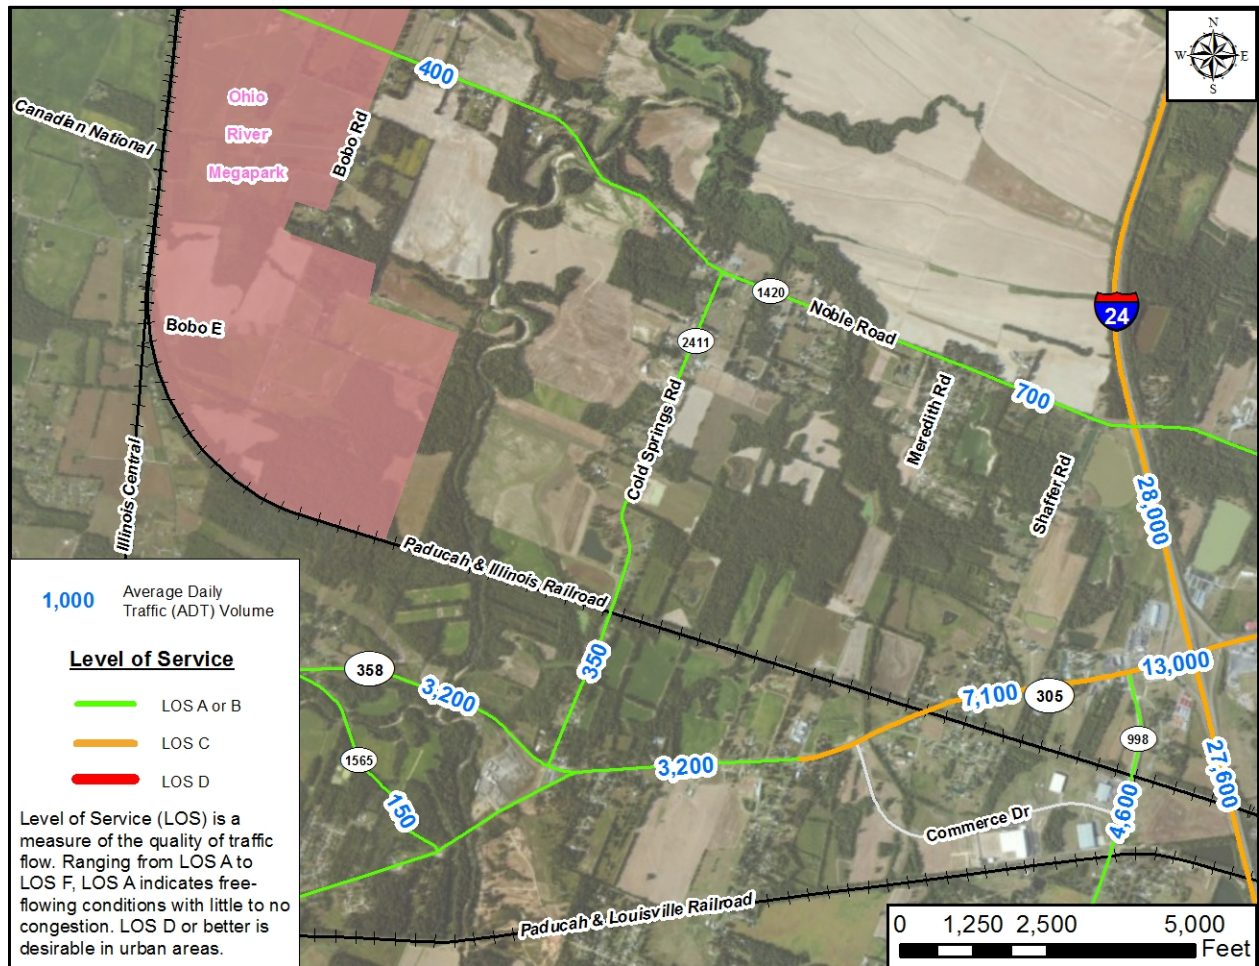 N
W
E
S
400
Ohio
River
Megapark
Canadian National
Bobo Rd
1420
Noble Road
24
Bobo E
2411
700
Meredith Rd
Cold Springs Rd
Shaffer Rd
28,000
Illinois Central
Paducah & Illinois Railroad
350
358
3,200
13,000
7,100
305
1565
998
3,200
27,600
150
4,600
Commerce Dr
Paducah & Louisville Railroad
1,000
Average Daily
Traffic (ADT) Volume
Level of Service
LOS A or B
LOS C
LOS D
Level of Service (LOS) is a
measure of the quality of traffic
flow. Ranging from LOS A to
LOS F, LOS A indicates free-
flowing conditions with little to no
congestion. LOS D or better is
desirable in urban areas.
0 1,250 2,500 5,000
Feet